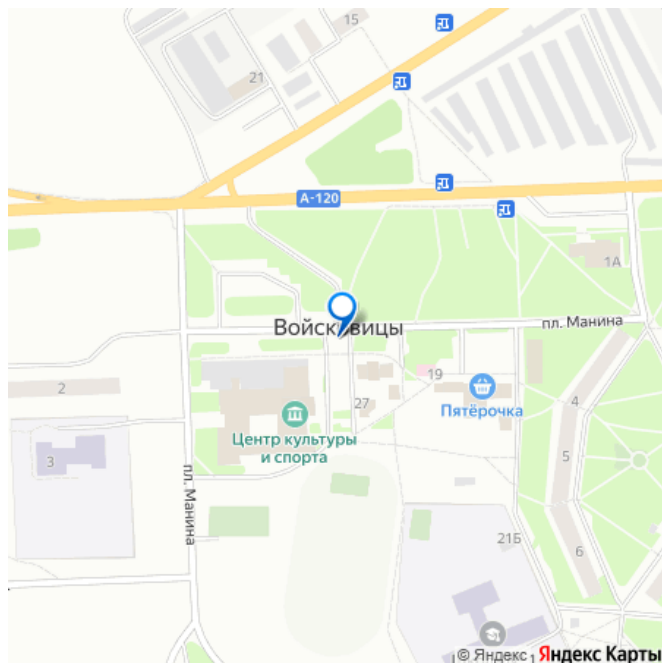 15
21
А-120
1А
Войсковицы
пл. Манина
2
19
Пятёрочка
4
27
Центр культуры
и спорта
3
5
пл. Манина
21Б
6
© Яндекс
Яндекс Карты